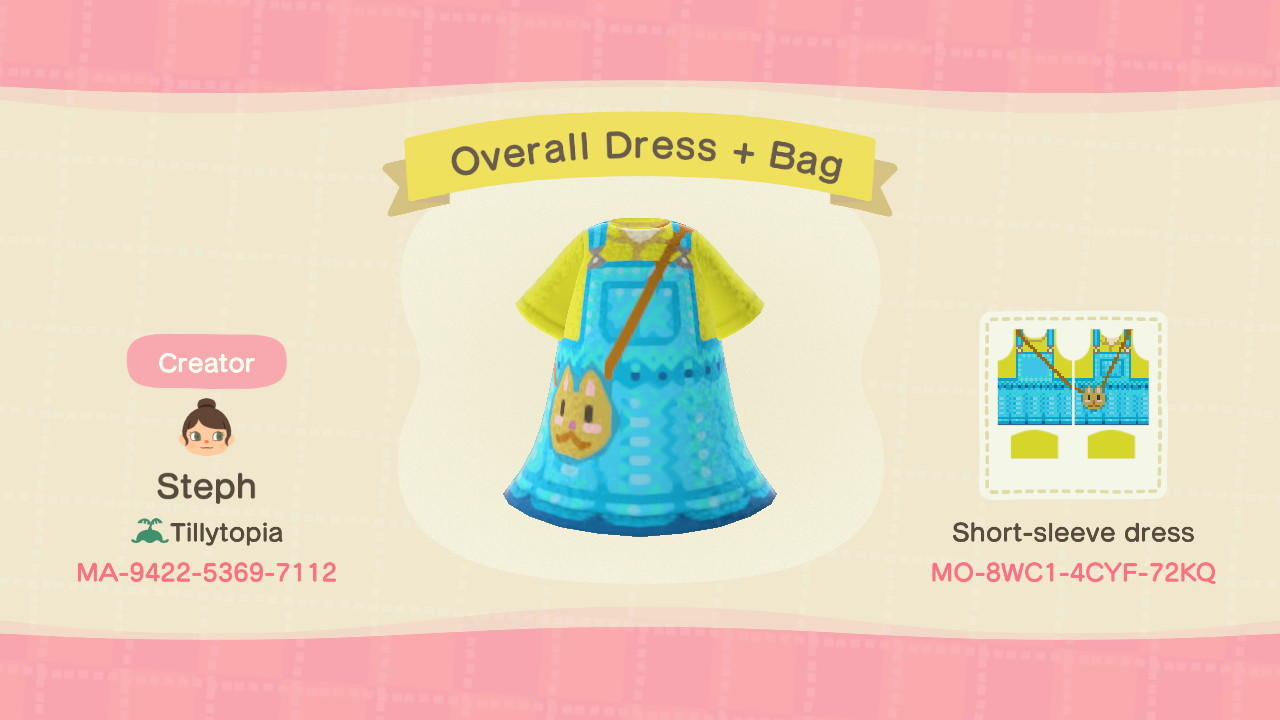 Overall Dress + Bag
Creator
Steph
Tillytopia
MA-9422-5369-7112
Short-sleeve dress
MO-8WC1-4CYF-72KQ